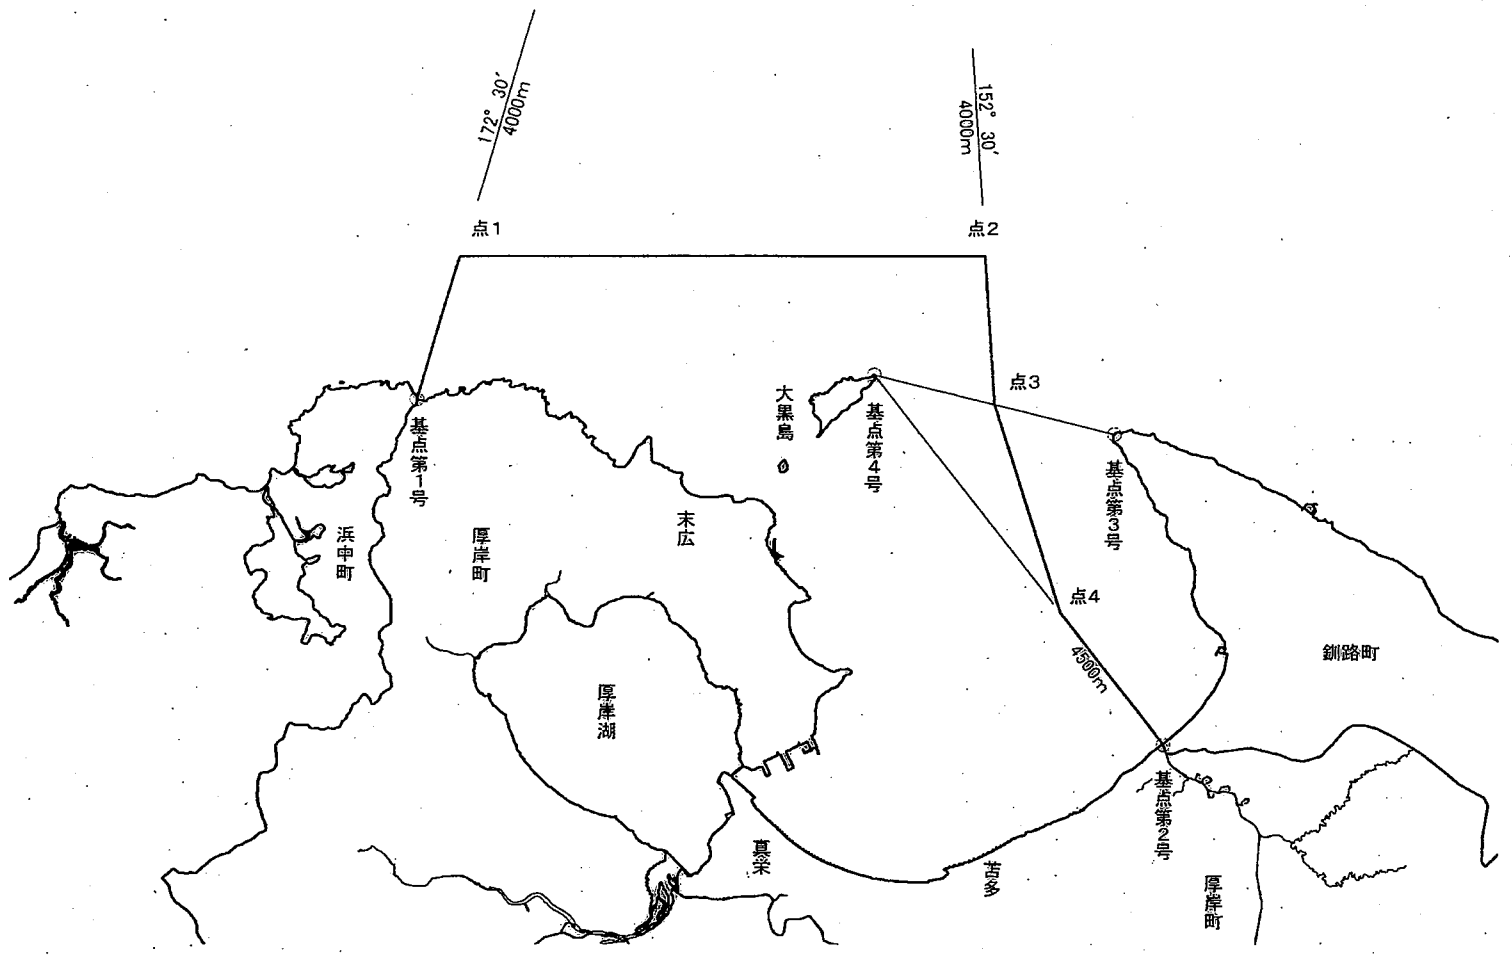 172° 30′
4000m
152° 30′
4000m
点1
点2
点3
大黒島
基点第4号
基点第1号
基点第3号
末広
浜中町
厚岸町
点4
釧路町
4500m
厚岸湖
基点第2号
真栄
苫多
厚岸町